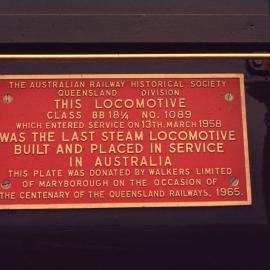 THE AUSTRALIAN RAILWAY HISTORICAL SOCIETY
QUEENSLAND DIVISION
THIS LOCOMOTIVE
CLASS BB 18¼ NO. 1089
WHICH ENTERED SERVICE ON 13TH. MARCH 1958
WAS THE LAST STEAM LOCOMOTIVE
BUILT AND PLACED IN SERVICE
IN AUSTRALIA
THIS PLATE WAS DONATED BY WALKERS LIMITED
OF MARYBOROUGH ON THE OCCASION OF
THE CENTENARY OF THE QUEENSLAND RAILWAYS, 1965.